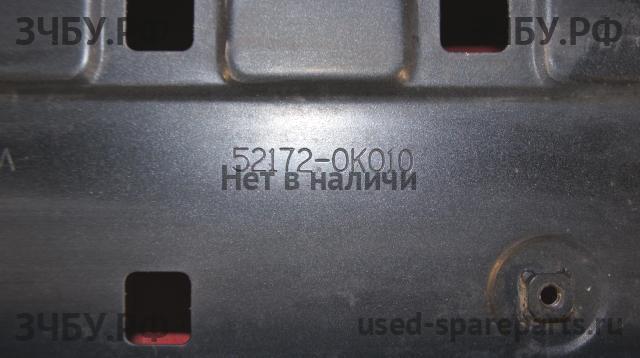 ЗЧБУ.РФ ЗЧБУ.РФ
А
52172-0K010
Нет в наличи
ЗЧБУ.РФ used-spareparts.ru